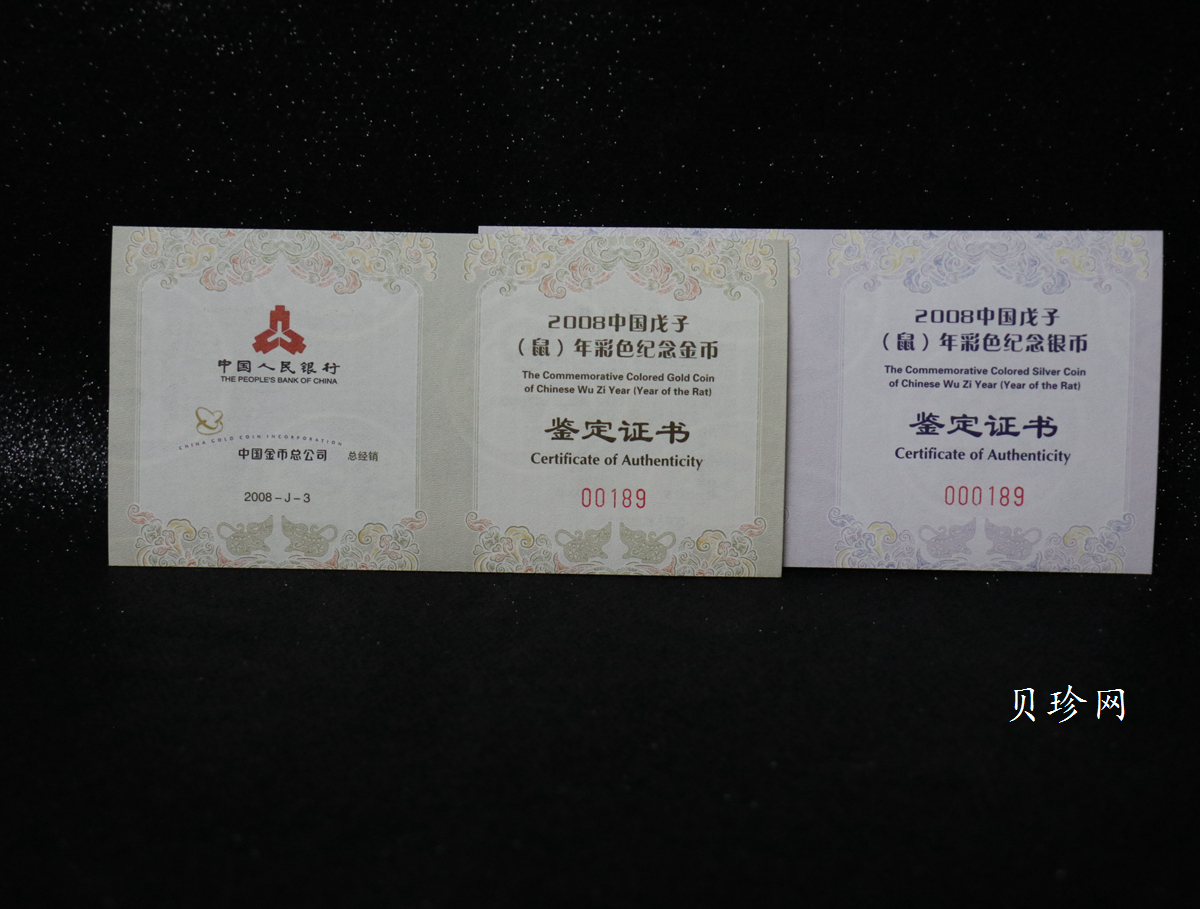 中国人民银行
THE PEOPLE'S BANK OF CHINA
CHINA GOLD COIN INCORPORATION
中国金币总公司 总经销
2008-J-3
2008中国戊子
(鼠)年彩色纪念金币
The Commemorative Colored Gold Coin
of Chinese Wu Zi Year (Year of the Rat)
鉴定证书
Certificate of Authenticity
00189
2008中国戊子
(鼠)年彩色纪念银币
The Commemorative Colored Silver Coin
of Chinese Wu Zi Year (Year of the Rat)
鉴定证书
Certificate of Authenticity
000189
贝珍网